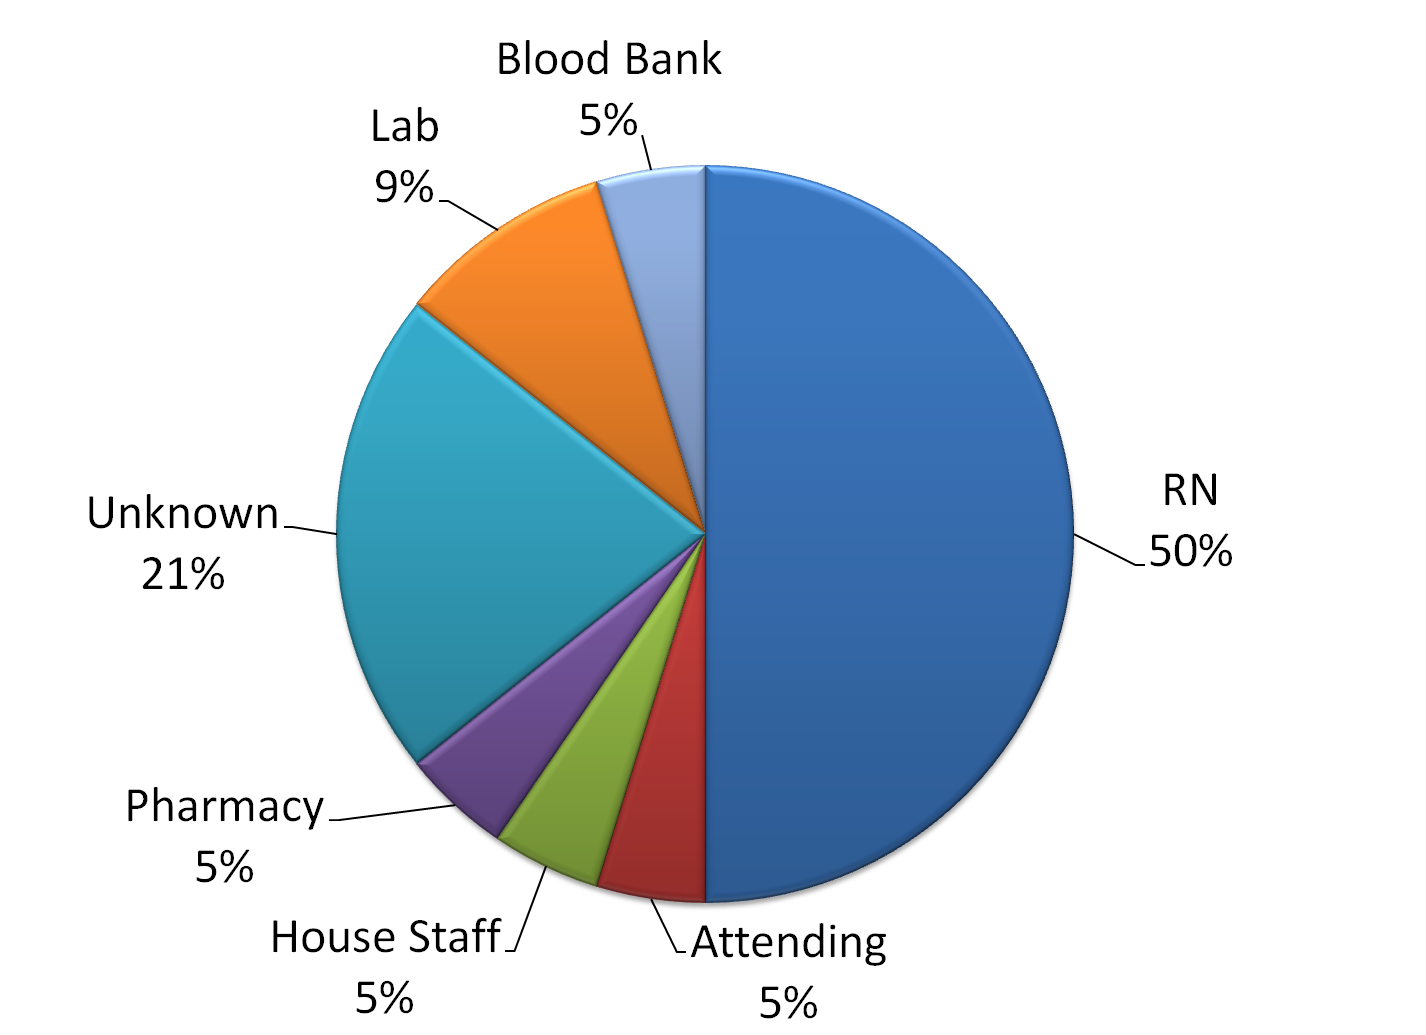 Blood Bank
5%
Lab
9%
RN
50%
Unknown
21%
Pharmacy
5%
House Staff
5%
Attending
5%